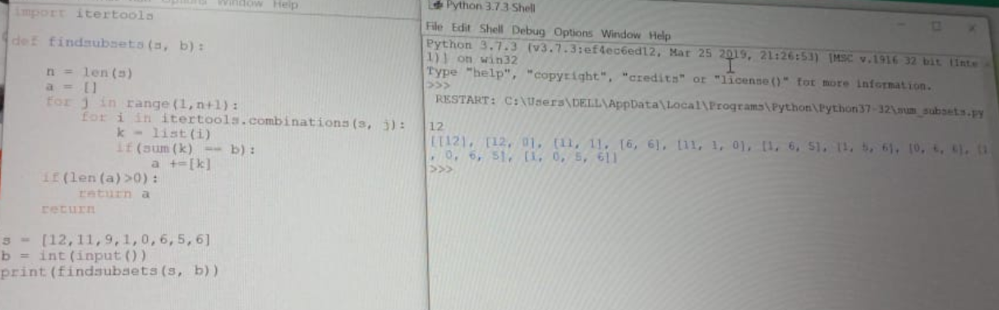 Options Window Help
import itertools
def findsubsets(s, b):
n = len(s)
a = []
for j in range(1,n+1):
for i in itertools.combinations(s, j):
k = list(i)
if(sum(k) == b):
a +=[k]
if(len(a)>0):
return a
return
s = [12,11,9,1,0,6,5,6]
b = int(input())
print(findsubsets(s, b))
Python 3.7.3 Shell
File Edit Shell Debug Options Window Help
Python 3.7.3 (v3.7.3:ef4ec6ed12, Mar 25 2019, 21:26:53) [MSC v.1916 32 bit (Inte
l)] on win32
Type "help", "copyright", "credits" or "license()" for more information.
>>>
RESTART: C:\Users\DELL\AppData\Local\Programs\Python\Python37-32\sum_subsets.py
12
[[12], [12, 0], [11, 1], [6, 6], [11, 1, 0], [1, 6, 5], [1, 5, 6], [0, 6, 6], [1
, 0, 6, 5], [1, 0, 5, 6]]
>>>